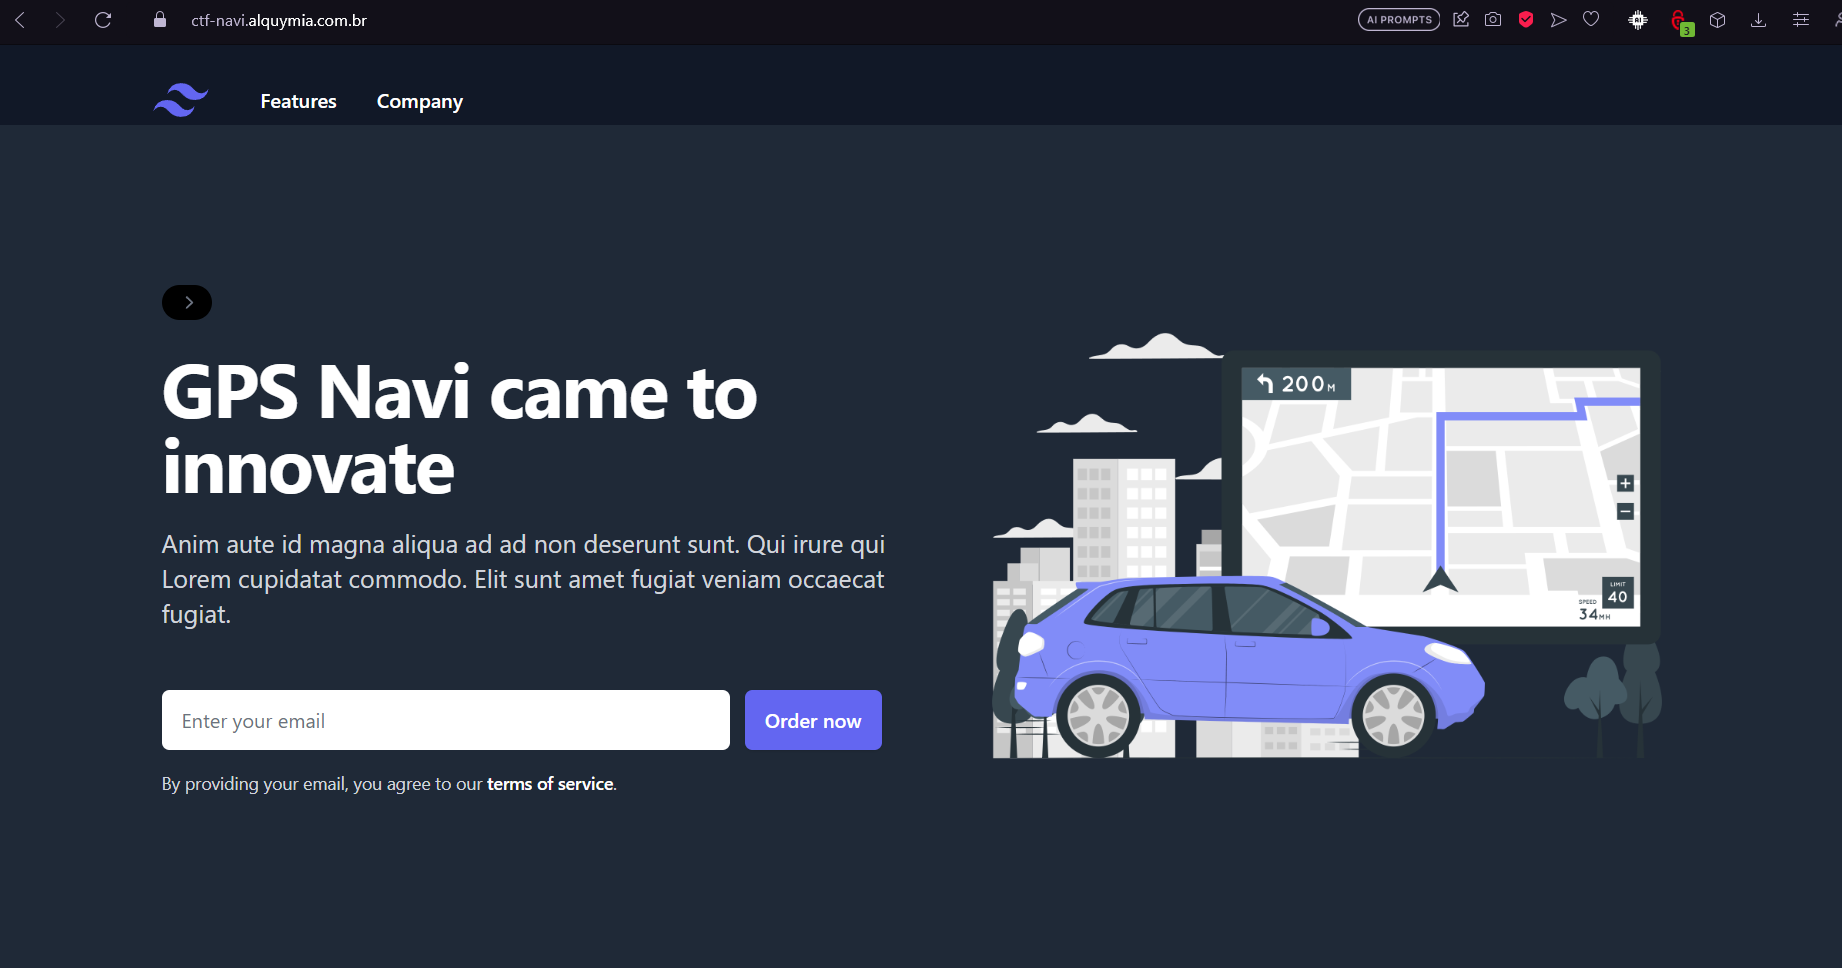 ctf-navi.alquymia.com.br
AI PROMPTS
3
Features
Company
GPS Navi came to
innovate
Anim aute id magna aliqua ad ad non deserunt sunt. Qui irure qui
Lorem cupidatat commodo. Elit sunt amet fugiat veniam occaecat
fugiat.
Enter your email
Order now
By providing your email, you agree to our terms of service.
200 M
LIMIT
40
SPEED
34 MH